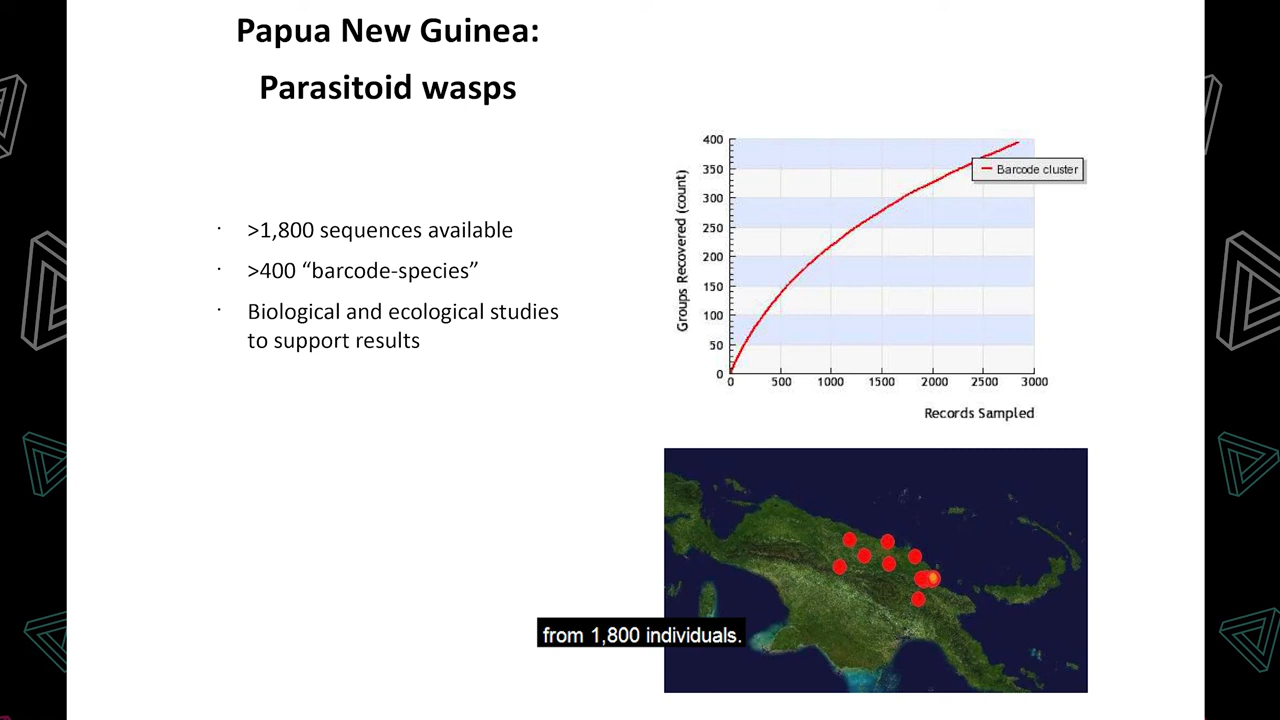 Papua New Guinea:
Parasitoid wasps
· >1,800 sequences available
· >400 “barcode-species”
· Biological and ecological studies
to support results
400
350
300
250
200
150
100
50
0
Groups Recovered (count)
Barcode cluster
0 500 1000 1500 2000 2500 3000
Records Sampled
from 1,800 individuals.